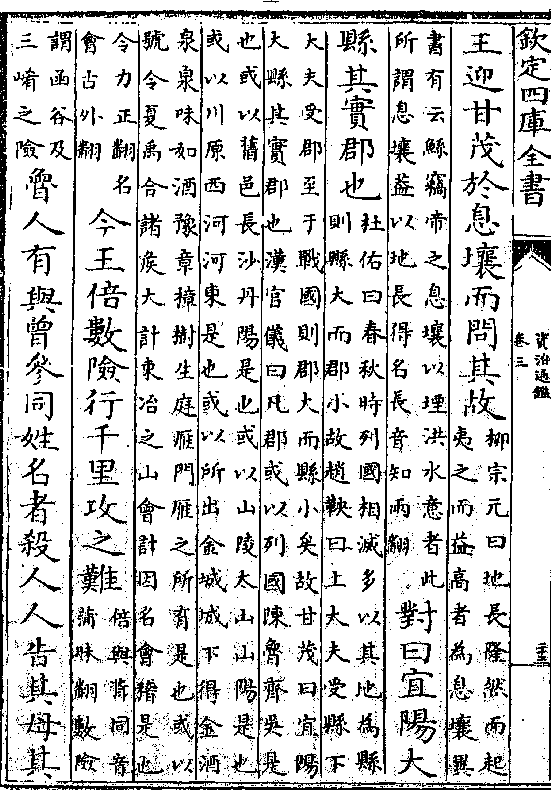 欽定四庫全書
資治通鑑
卷三
王迎甘茂於息壤而問其故
柳宗元曰地長隆然而起
夷之而益高者為息壤異
書有云鯀竊帝之息壤以堙洪水意者此
所謂息壤葢以地長得名長音知兩翻
對曰宜陽大
縣其實郡也
杜佑曰春秋時列國相滅多以其地為縣
則縣大而郡小故趙鞅曰上大夫受縣下
大夫受郡至于戰國則郡大而縣小矣故甘茂曰宜陽
大縣其實郡也漢官儀曰凡郡或以列國陳魯齊吳是
也或以舊邑長沙丹陽是也或以山陵太山山陽是也
或以川原西河河東是也或以所出金城城下得金酒
泉泉味如酒豫章樟樹生庭雁門雁之所育是也或以
號令夏禹合諸侯大計東冶之山會計因名會稽是也
令力正翻名
會古外翻
今王倍數險行千里攻之難
倍與背同音
蒲昧翻數險
謂函谷及
三崤之險
魯人有與曾參同姓名者殺人人告其母其